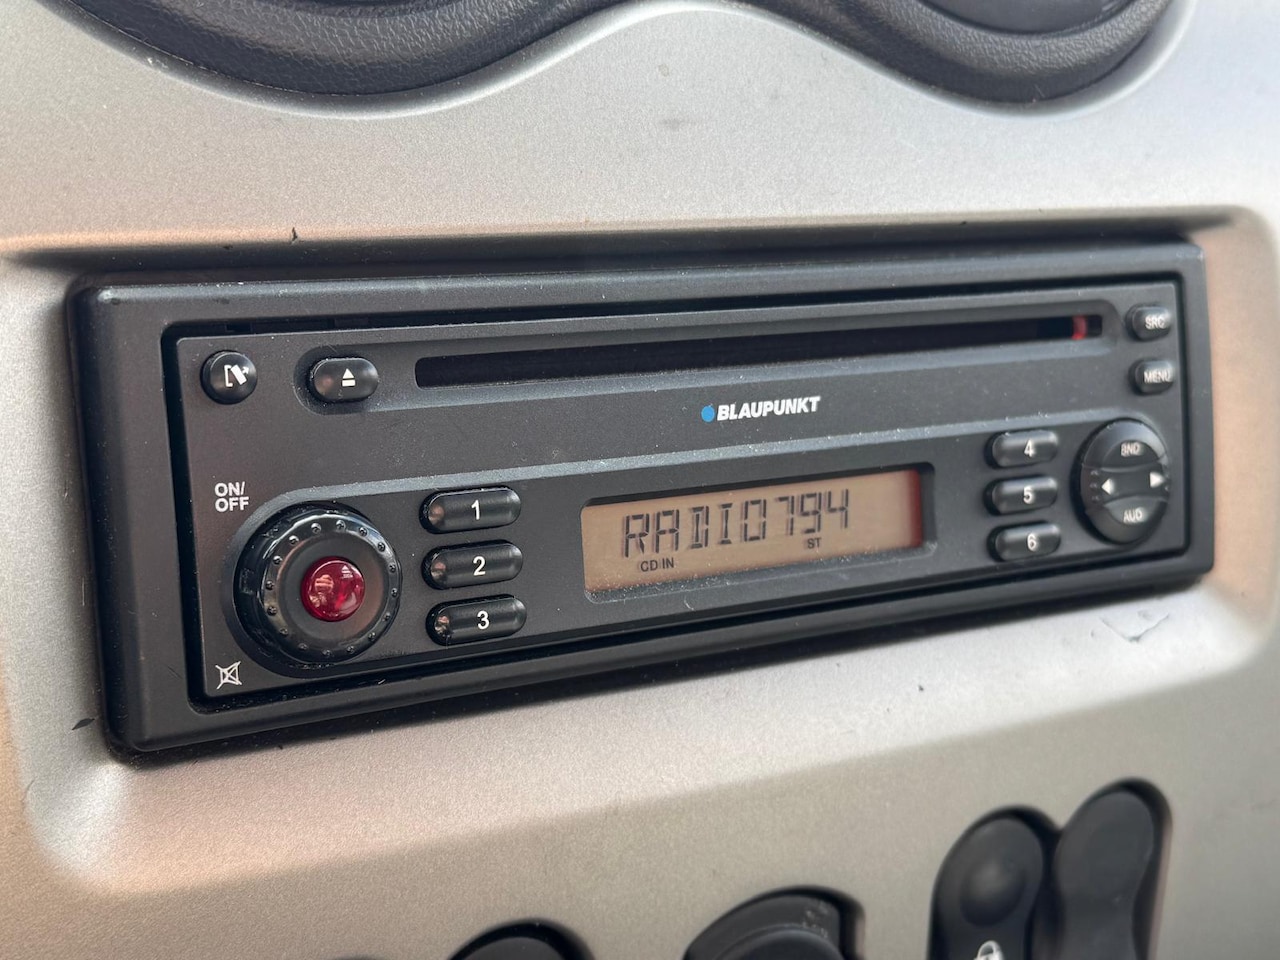 SRC
MENU
BLAUPUNKT
ON/
OFF
1
2
3
RADIO794
ST
CD IN
4
5
6
BND
AUD